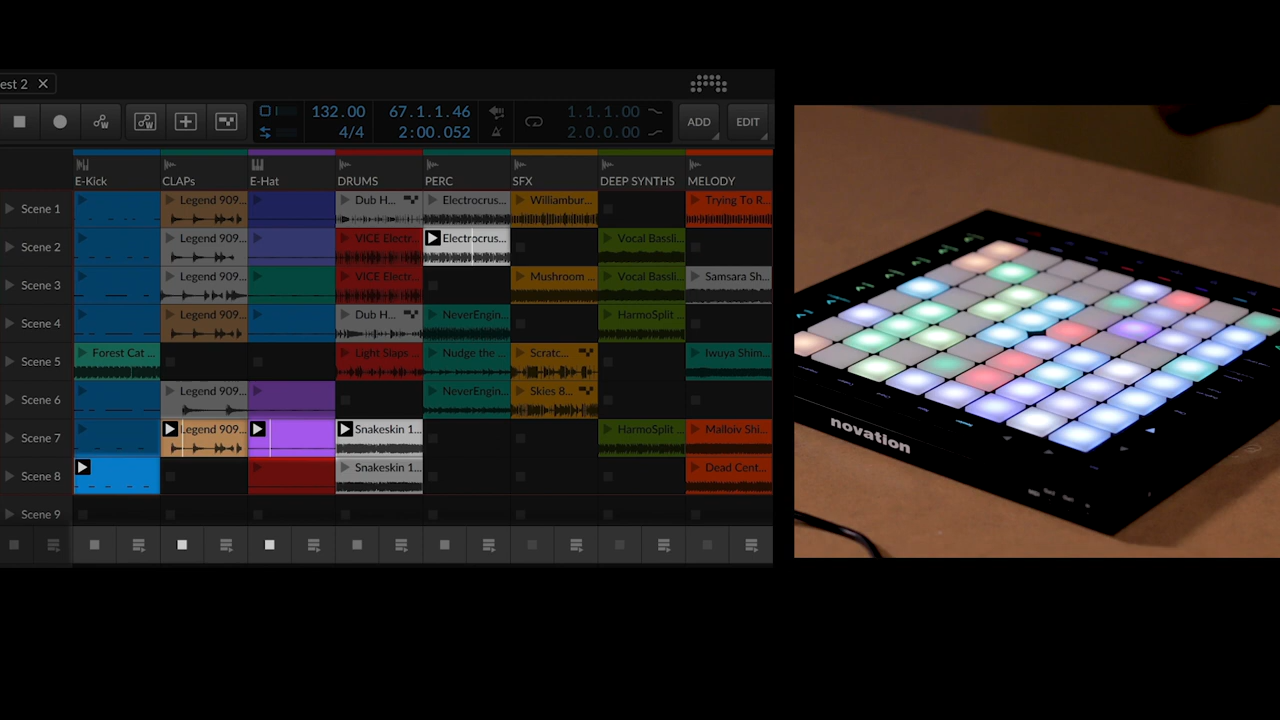 est 2
132.00
67.1.1.46
1.1.1.00
ADD
EDIT
4/4
2:00.052
2.0.0.00
E-Kick
CLAPs
E-Hat
DRUMS
PERC
SFX
DEEP SYNTHS
MELODY
Scene 1
Legend 909...
Dub H...
Electrocrus...
Williambur...
Trying To R...
Scene 2
Legend 909...
VICE Electr...
Electrocrus...
Vocal Bassli...
Scene 3
Legend 909...
VICE Electr...
Mushroom ...
Vocal Bassli...
Samsara Sh...
Scene 4
Legend 909...
Dub H...
NeverEngin...
HarmoSplit ...
Scene 5
Forest Cat ...
Light Slaps ...
Nudge the ...
Scratc...
Iwuya Shim...
Scene 6
Legend 909...
NeverEngin...
Skies 8...
Scene 7
Legend 909...
Snakeskin 1...
HarmoSplit ...
Malloiv Shi...
Scene 8
Snakeskin 1...
Dead Cent...
Scene 9
novation